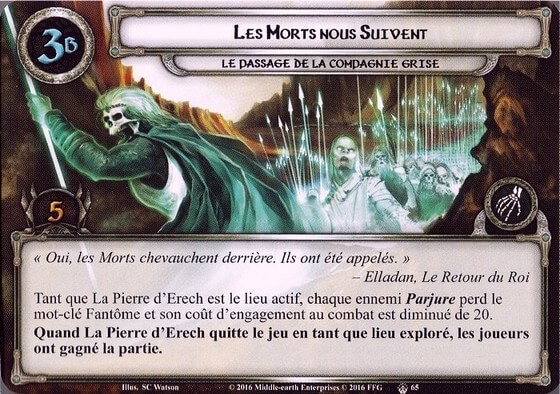 3B
Les Morts nous Suivent
Le passage de la Compagnie Grise
5
« Oui, les Morts chevauchent derrière. Ils ont été appelés. »
– Elladan, Le Retour du Roi
Tant que La Pierre d'Erech est le lieu actif, chaque ennemi Parjure perd le
mot-clé Fantôme et son coût d'engagement au combat est diminué de 20.
Quand La Pierre d'Erech quitte le jeu en tant que lieu exploré, les joueurs
ont gagné la partie.
Illus. SC Watson © 2016 Middle-earth Enterprises © 2016 FFG 65